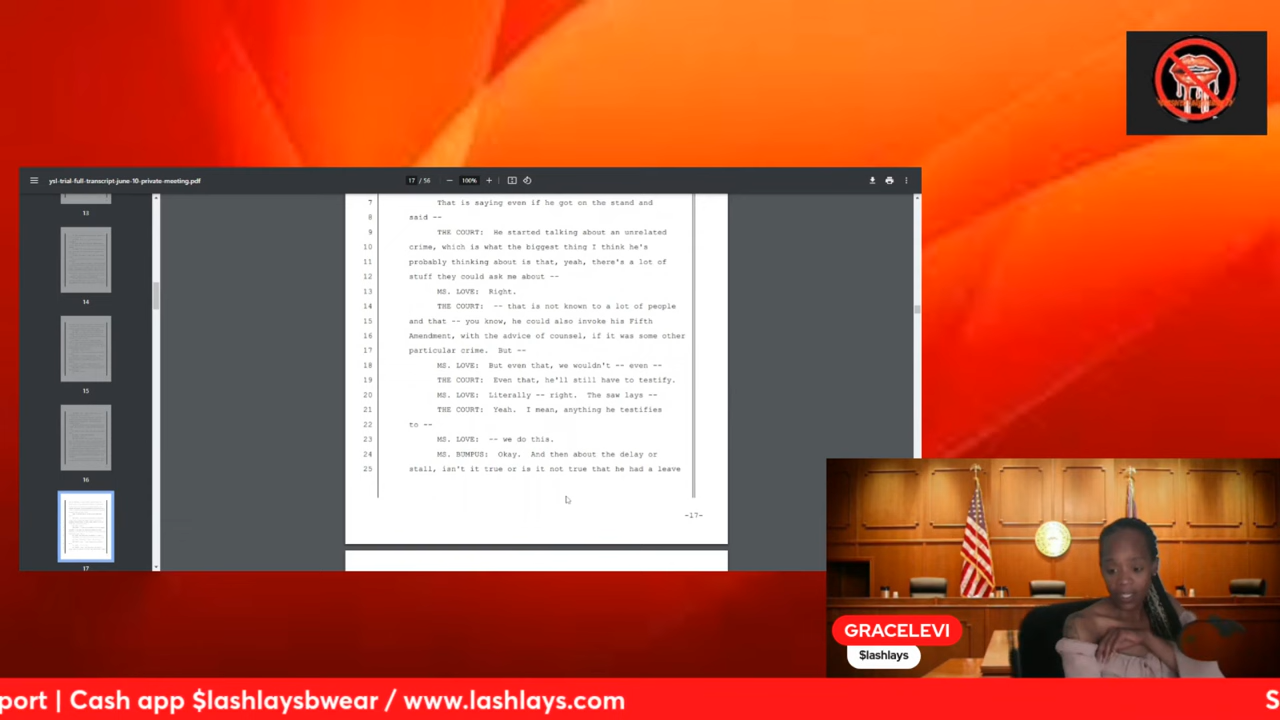 ysl-trial-full-transcript-june-10-private-meeting.pdf
17 / 56
100%
13
14
15
16
17
7 That is saying even if he got on the stand and
8 said --
9 THE COURT: He started talking about an unrelated
10 crime, which is what the biggest thing I think he's
11 probably thinking about is that, yeah, there's a lot of
12 stuff they could ask me about --
13 MS. LOVE: Right.
14 THE COURT: -- that is not known to a lot of people
15 and that -- you know, he could also invoke his Fifth
16 Amendment, with the advice of counsel, if it was some other
17 particular crime. But --
18 MS. LOVE: But even that, we wouldn't -- even --
19 THE COURT: Even that, he'll still have to testify.
20 MS. LOVE: Literally -- right. The saw lays --
21 THE COURT: Yeah. I mean, anything he testifies
22 to --
23 MS. LOVE: -- we do this.
24 MS. BUMPUS: Okay. And then about the delay or
25 stall, isn't it true or is it not true that he had a leave
-17-
GRACELEVI
$lashlays
port | Cash app $lashlaysbwear / www.lashlays.com
S